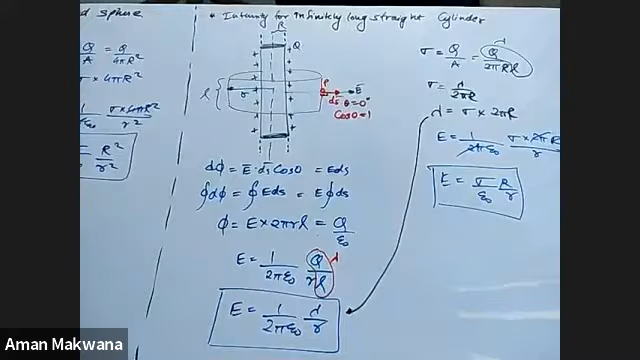 d sphere
Q/A = Q/4πR²
σ × 4πR²
1/ε₀ σ×4πR²/r²
R²/r²
* Intensity for infinitely long straight Cylinder
R
+ Q
l
r
P
ds
E
θ=0°
Cosθ=1
dΦ = E·ds Cosθ = Eds
∮dΦ = ∮Eds = E∮ds
Φ = E×2πrl = Q/ε₀
E = 1/2πε₀ Q/rl λ
E = 1/2πε₀ λ/r
σ = Q/A = Q/2πRl λ
σ = λ/2πR
λ = σ × 2πR
E = 1/2πε₀ σ×2πR/r
E = σ/ε₀ R/r
Aman Makwana